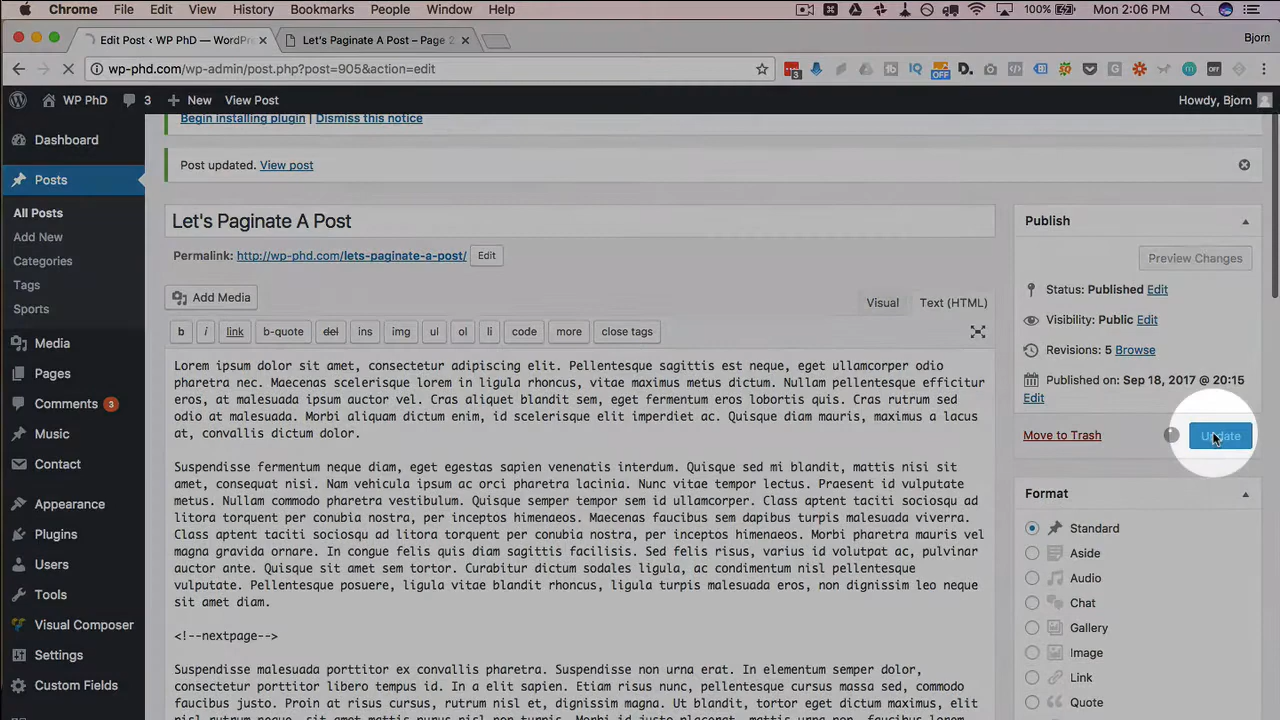 Chrome File Edit View History Bookmarks People Window Help 100% Mon 2:06 PM
Edit Post ‹ WP PhD — WordPre Let's Paginate A Post – Page 2 Bjorn
wp-phd.com/wp-admin/post.php?post=905&action=edit
WP PhD 3 New View Post Howdy, Bjorn
Begin installing plugin | Dismiss this notice
Dashboard
Post updated. View post
Posts
All Posts
Add New
Categories
Tags
Sports
Media
Pages
Comments 3
Music
Contact
Appearance
Plugins
Users
Tools
Visual Composer
Settings
Custom Fields
Let's Paginate A Post
Permalink: http://wp-phd.com/lets-paginate-a-post/ Edit
Add Media Visual Text (HTML)
b i link b-quote del ins img ul ol li code more close tags
Lorem ipsum dolor sit amet, consectetur adipiscing elit. Pellentesque sagittis est neque, eget ullamcorper odio
pharetra nec. Maecenas scelerisque lorem in ligula rhoncus, vitae maximus metus dictum. Nullam pellentesque efficitur
eros, at malesuada ipsum auctor vel. Cras aliquet blandit sem, eget fermentum eros lobortis quis. Cras rutrum sed
odio at malesuada. Morbi aliquam dictum enim, id scelerisque elit imperdiet ac. Quisque diam mauris, maximus a lacus
at, convallis dictum dolor.
Suspendisse fermentum neque diam, eget egestas sapien venenatis interdum. Quisque sed mi blandit, mattis nisi sit
amet, consequat nisi. Nam vehicula ipsum ac orci pharetra lacinia. Nunc vitae tempor lectus. Praesent id vulputate
metus. Nullam commodo pharetra vestibulum. Quisque semper tempor sem id ullamcorper. Class aptent taciti sociosqu ad
litora torquent per conubia nostra, per inceptos himenaeos. Maecenas faucibus sem dapibus turpis malesuada viverra.
Class aptent taciti sociosqu ad litora torquent per conubia nostra, per inceptos himenaeos. Morbi pharetra metus vel
magna gravida ornare. In congue felis quis diam sagittis facilisis. Sed felis risus, varius id volutpat ac, pulvinar
auctor ante. Quisque sit amet sem tortor. Curabitur dictum sodales ligula, ac condimentum nisl pellentesque
vulputate. Pellentesque posuere, ligula vitae blandit rhoncus, ligula turpis malesuada eros, non dignissim leo neque
sit amet diam.
<!--nextpage-->
Suspendisse malesuada porttitor ex convallis pharetra. Suspendisse non urna erat. In elementum semper dolor,
consectetur porttitor libero tempus id. In a elit sapien. Etiam risus nunc, pellentesque cursus massa sed, commodo
faucibus justo. Proin at risus cursus, rutrum nisl et, dignissim magna. Ut blandit, tortor eget dictum maximus,
Publish
Preview Changes
Status: Published Edit
Visibility: Public Edit
Revisions: 5 Browse
Published on: Sep 18, 2017 @ 20:15
Edit
Move to Trash Update
Format
Standard
Aside
Audio
Chat
Gallery
Image
Link
Quote